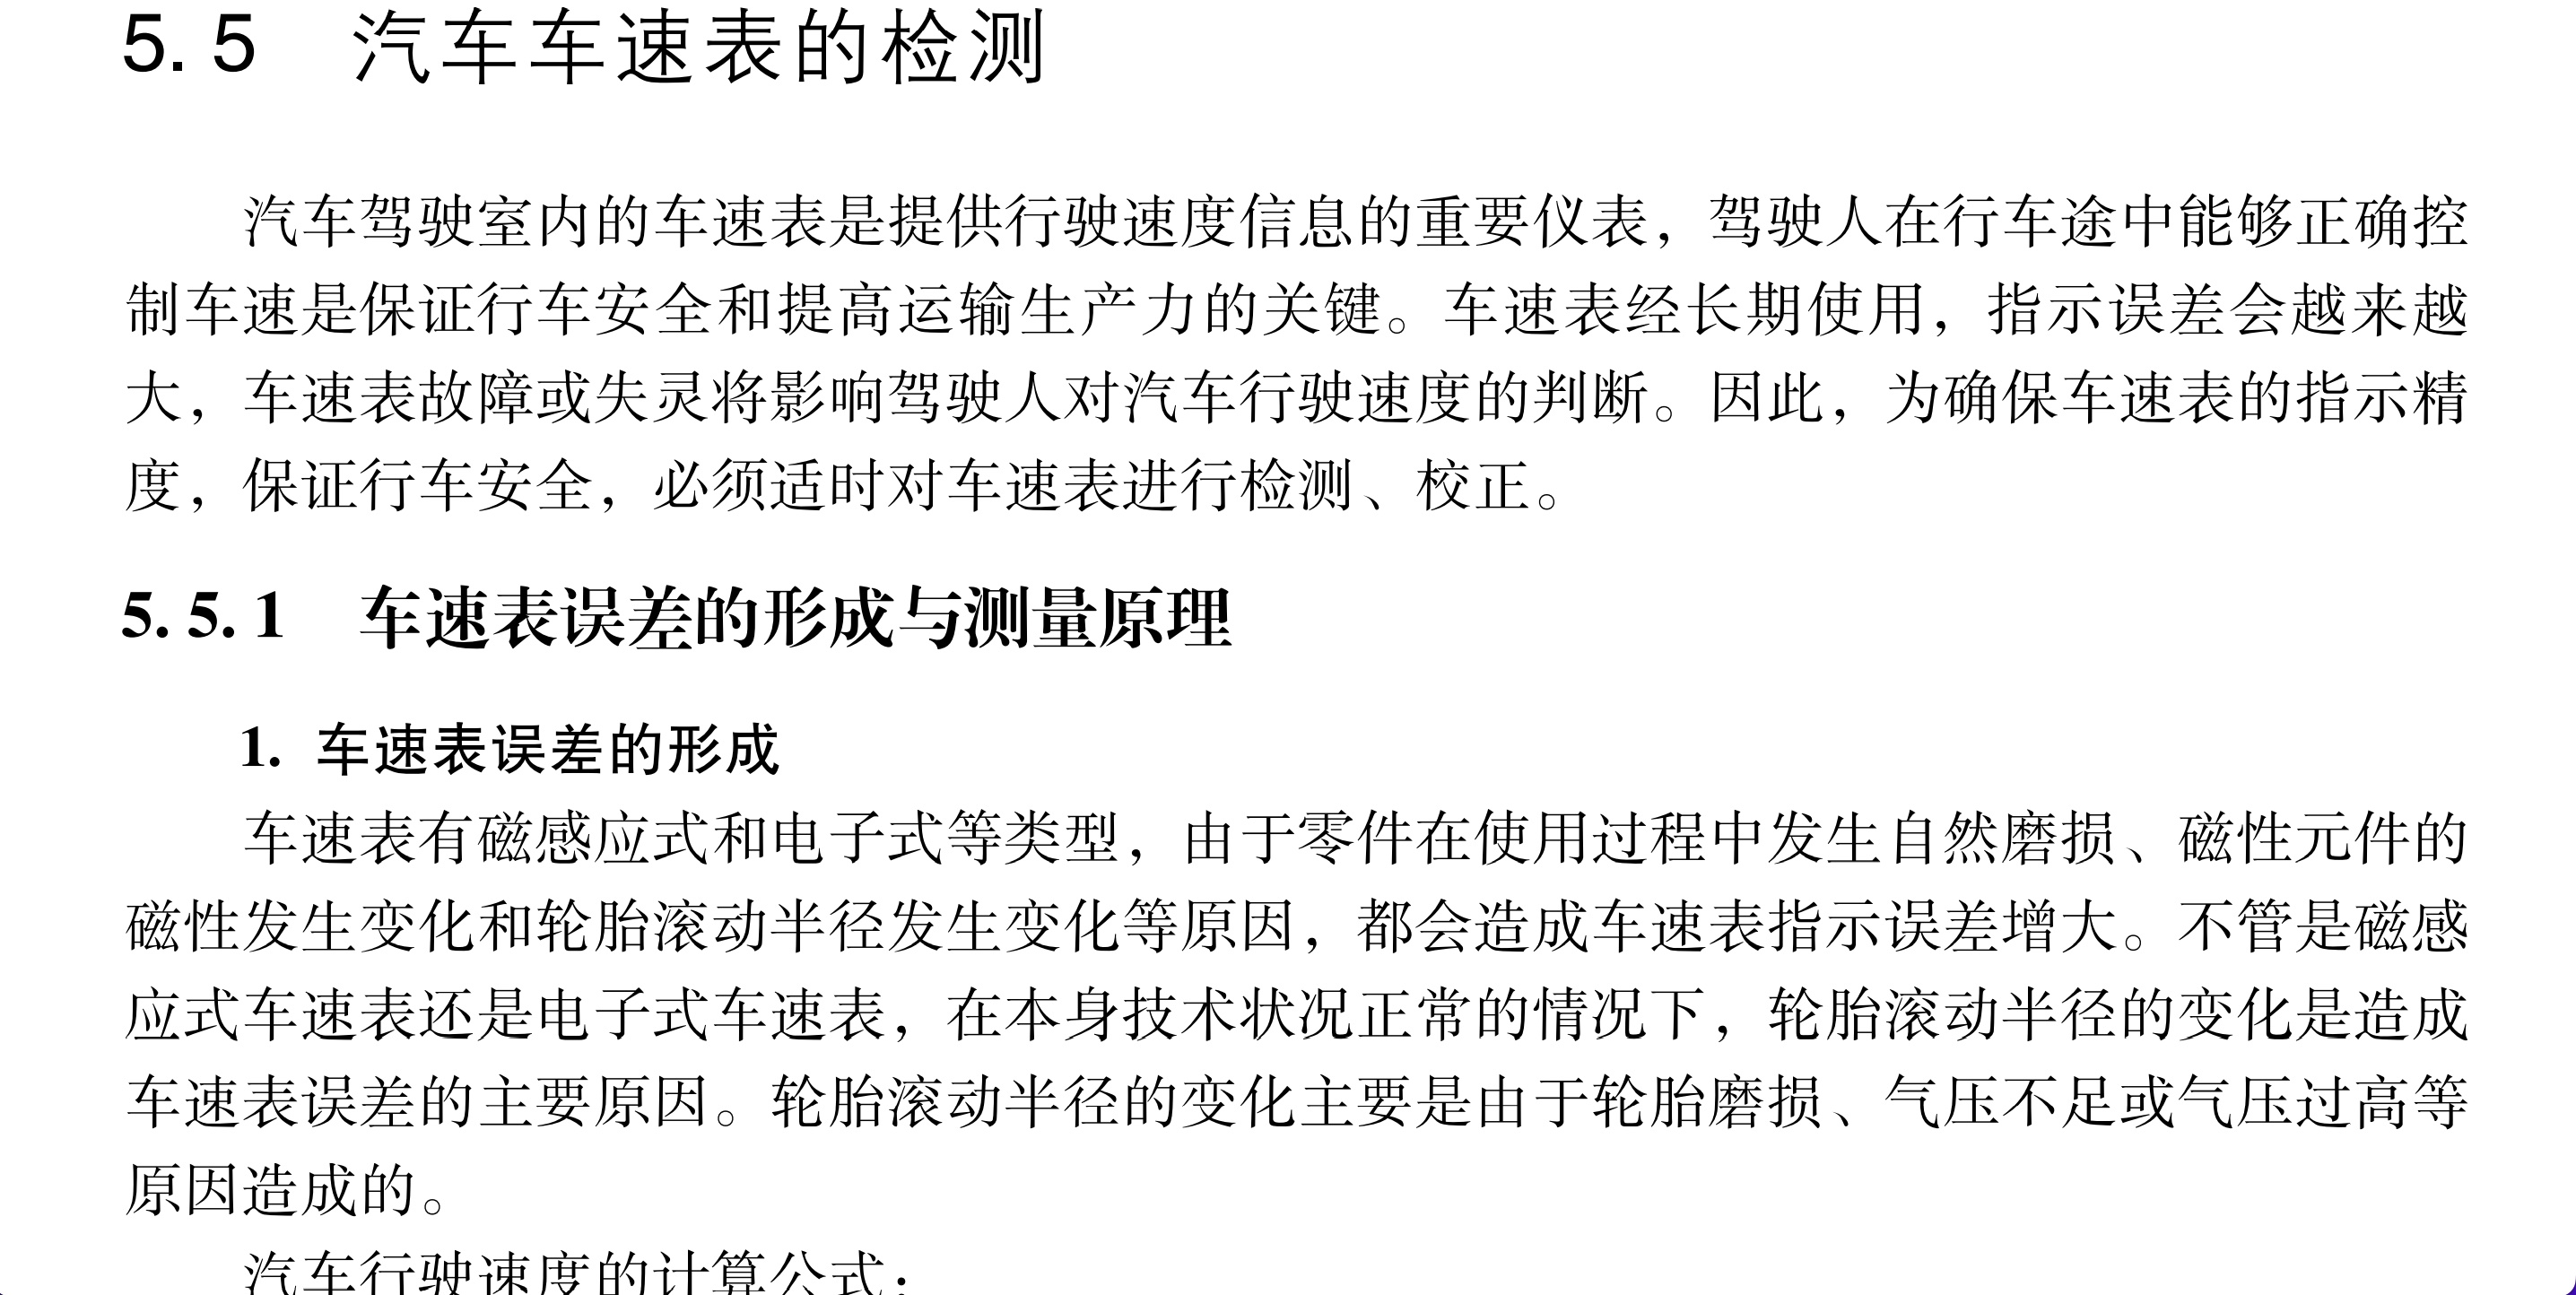 5.5 汽车车速表的检测
汽车驾驶室内的车速表是提供行驶速度信息的重要仪表，驾驶人在行车途中能够正确控
制车速是保证行车安全和提高运输生产力的关键。车速表经长期使用，指示误差会越来越
大，车速表故障或失灵将影响驾驶人对汽车行驶速度的判断。因此，为确保车速表的指示精
度，保证行车安全，必须适时对车速表进行检测、校正。
5.5.1 车速表误差的形成与测量原理
1. 车速表误差的形成
车速表有磁感应式和电子式等类型，由于零件在使用过程中发生自然磨损、磁性元件的
磁性发生变化和轮胎滚动半径发生变化等原因，都会造成车速表指示误差增大。不管是磁感
应式车速表还是电子式车速表，在本身技术状况正常的情况下，轮胎滚动半径的变化是造成
车速表误差的主要原因。轮胎滚动半径的变化主要是由于轮胎磨损、气压不足或气压过高等
原因造成的。
汽车行驶速度的计算公式：